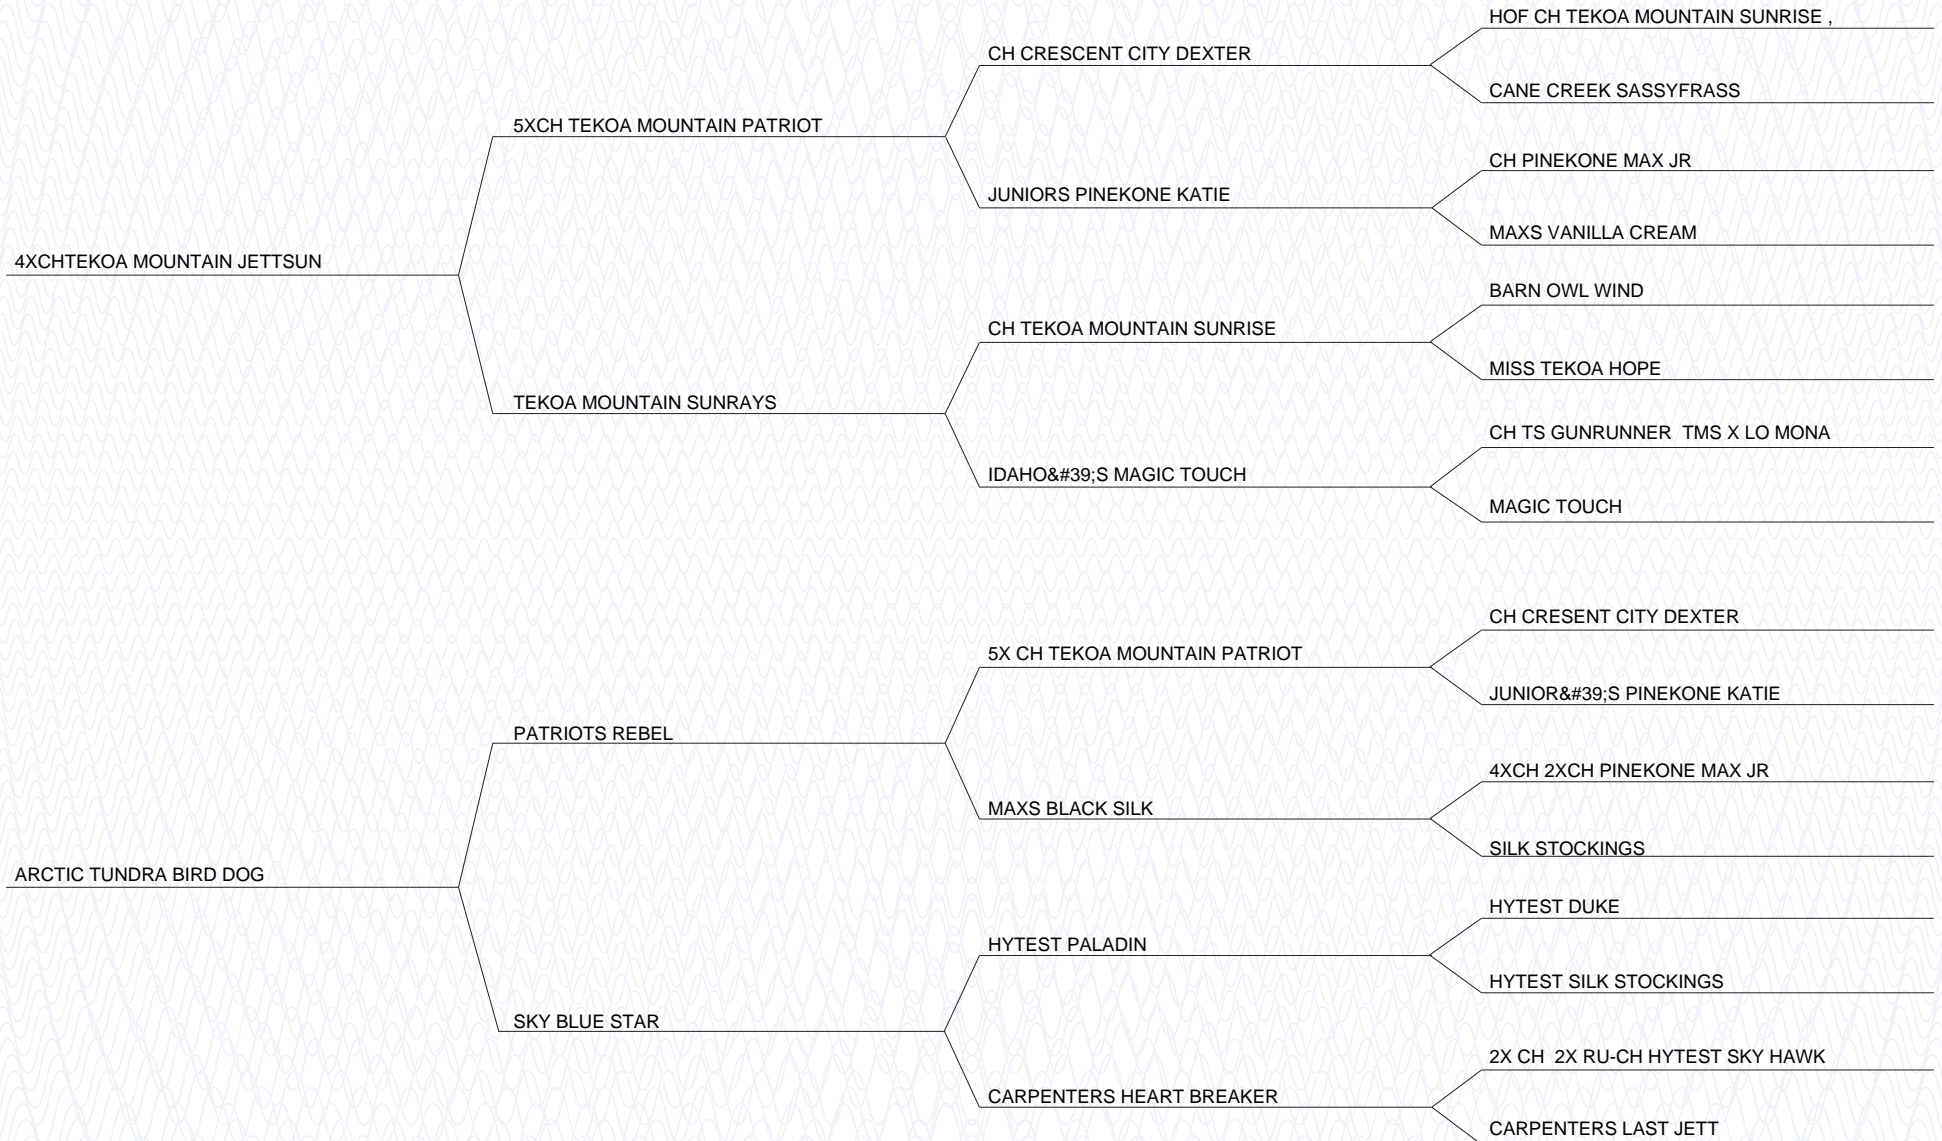 HOF CH TEKOA MOUNTAIN SUNRISE ,
CH CRESCENT CITY DEXTER
CANE CREEK SASSYFRASS
5XCH TEKOA MOUNTAIN PATRIOT
CH PINEKONE MAX JR
JUNIORS PINEKONE KATIE
MAXS VANILLA CREAM
4XCHTEKOA MOUNTAIN JETTSUN
BARN OWL WIND
CH TEKOA MOUNTAIN SUNRISE
MISS TEKOA HOPE
TEKOA MOUNTAIN SUNRAYS
CH TS GUNRUNNER  TMS X LO MONA
IDAHO&#39;S MAGIC TOUCH
MAGIC TOUCH
CH CRESENT CITY DEXTER
5X CH TEKOA MOUNTAIN PATRIOT
JUNIOR&#39;S PINEKONE KATIE
PATRIOTS REBEL
4XCH 2XCH PINEKONE MAX JR
MAXS BLACK SILK
SILK STOCKINGS
ARCTIC TUNDRA BIRD DOG
HYTEST DUKE
HYTEST PALADIN
HYTEST SILK STOCKINGS
SKY BLUE STAR
2X CH  2X RU-CH HYTEST SKY HAWK
CARPENTERS HEART BREAKER
CARPENTERS LAST JETT